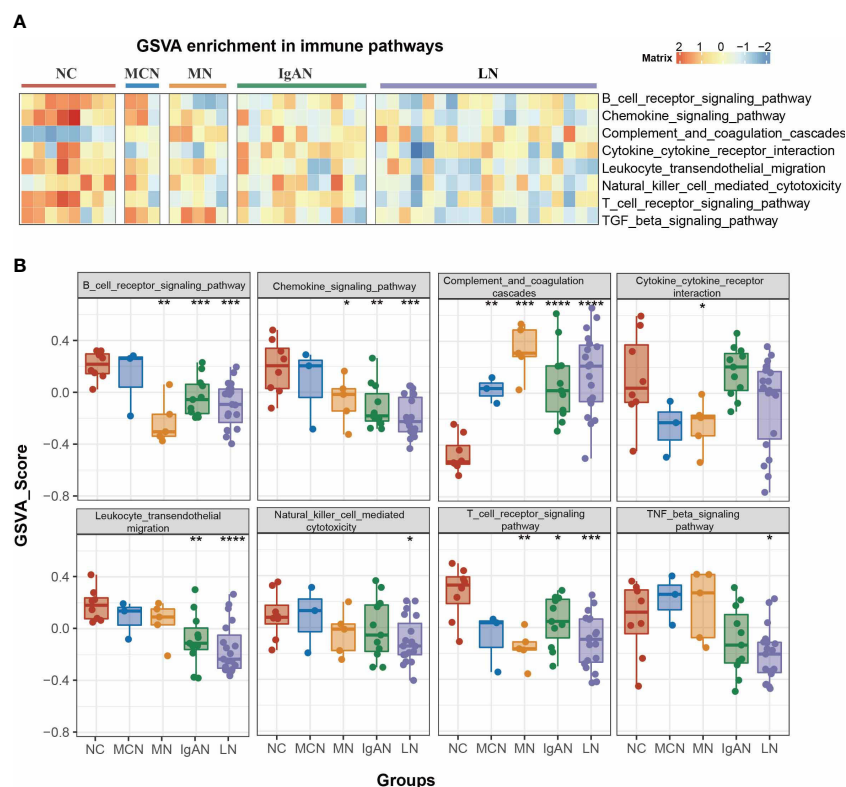 A
GSVA enrichment in immune pathways
Matrix 2 1 0 −1 −2
NC MCN MN IgAN LN
B_cell_receptor_signaling_pathway
Chemokine_signaling_pathway
Complement_and_coagulation_cascades
Cytokine_cytokine_receptor_interaction
Leukocyte_transendothelial_migration
Natural_killer_cell_mediated_cytotoxicity
T_cell_receptor_signaling_pathway
TGF_beta_signaling_pathway
B
B_cell_receptor_signaling_pathway
** *** ***
Chemokine_signaling_pathway
* ** ***
Complement_and_coagulation
cascades
** *** **** ****
Cytokine_cytokine_receptor
interaction
*
0.4
0.0
−0.4
−0.8
Leukocyte_transendothelial
migration
** ****
Natural_killer_cell_mediated
cytotoxicity
*
T_cell_receptor_signaling
pathway
** * ***
TNF_beta_signaling
pathway
*
0.4
0.0
−0.4
−0.8
GSVA_Score
NC MCN MN IgAN LN
NC MCN MN IgAN LN
NC MCN MN IgAN LN
NC MCN MN IgAN LN
Groups